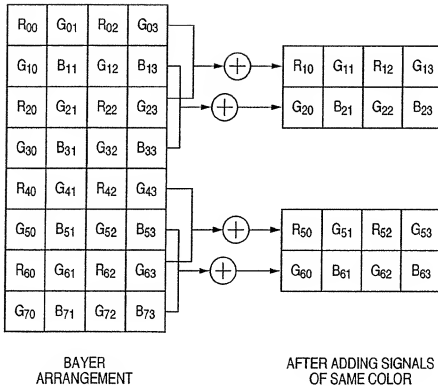 R00 G01 R02 G03
G10 B11 G12 B13
R20 G21 R22 G23
G30 B31 G32 B33
R40 G41 R42 G43
G50 B51 G52 B53
R60 G61 R62 G63
G70 B71 G72 B73
R10 G11 R12 G13
G20 B21 G22 B23
R50 G51 R52 G53
G60 B61 G62 B63
BAYER
ARRANGEMENT
AFTER ADDING SIGNALS
OF SAME COLOR